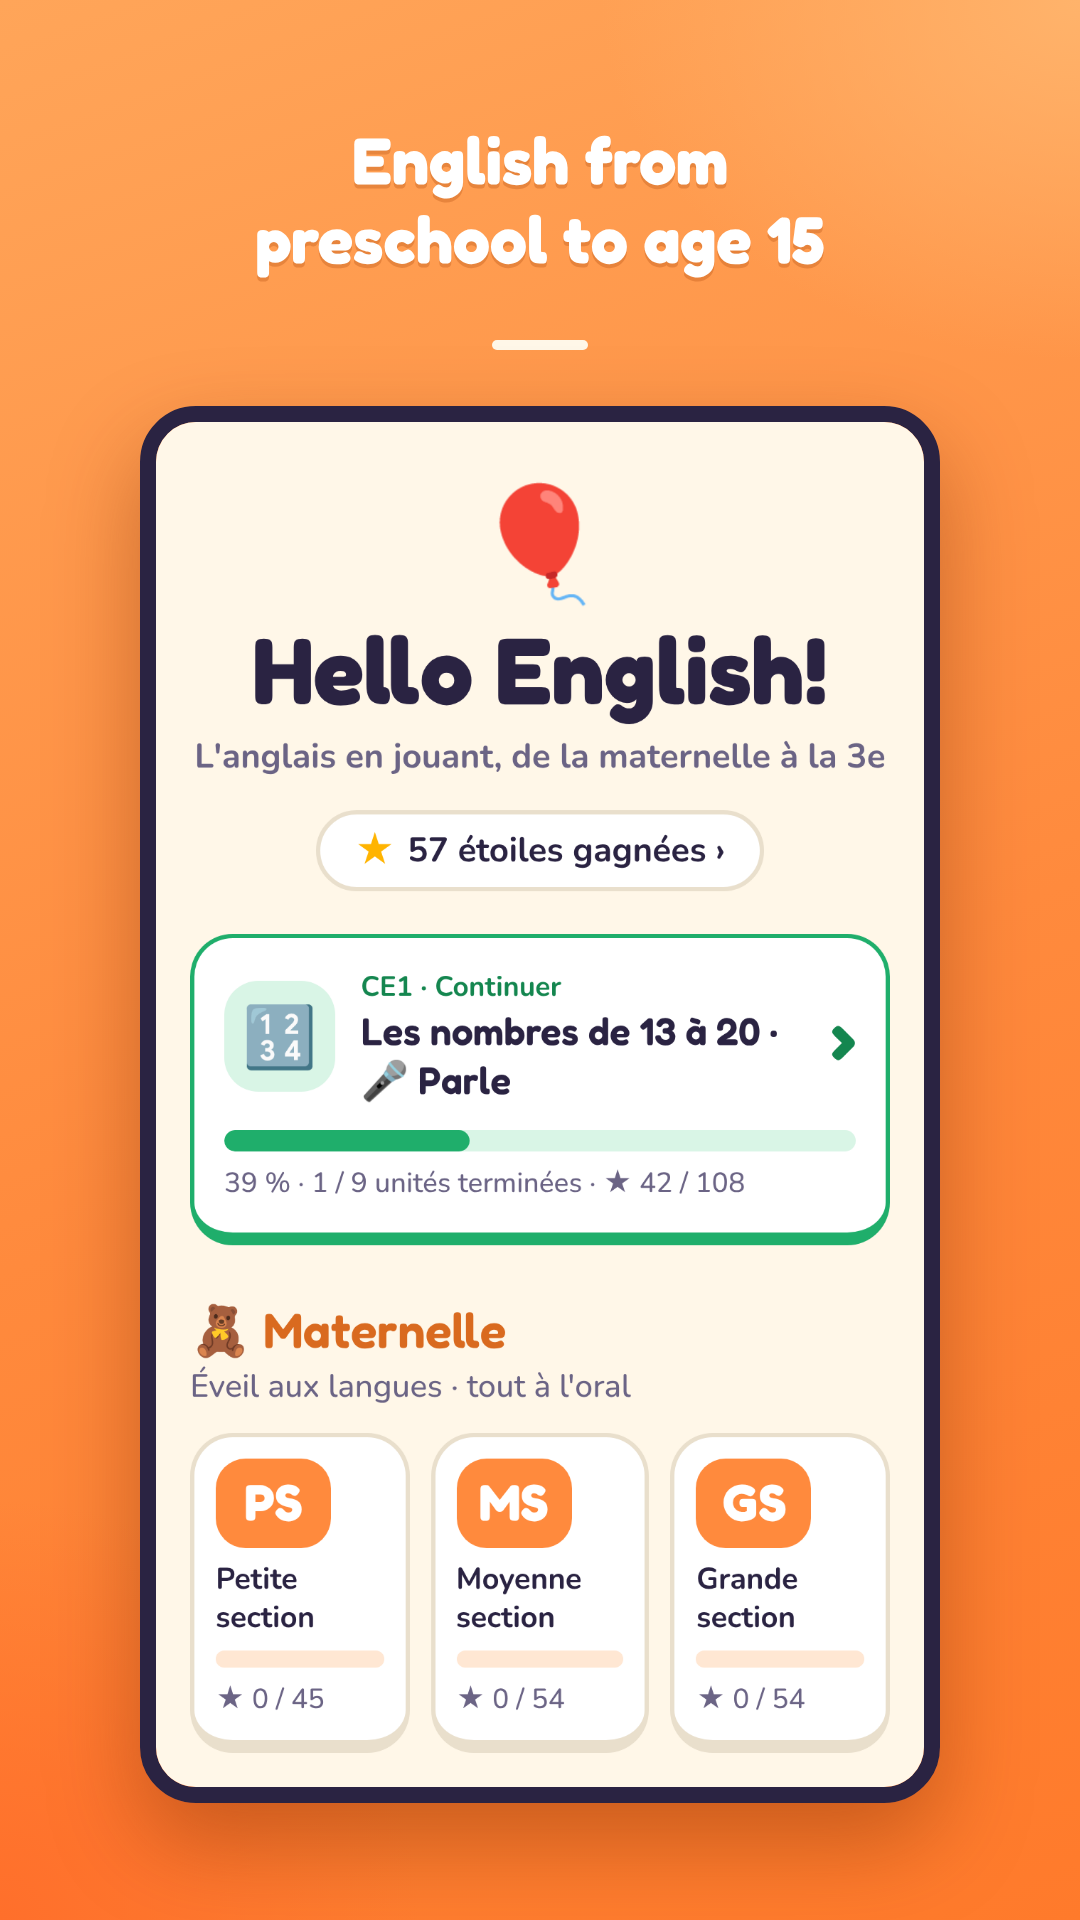 English from
preschool to age 15
Hello English!
L'anglais en jouant, de la maternelle à la 3e
★ 57 étoiles gagnées ›
CE1 · Continuer
Les nombres de 13 à 20 ·
🎤 Parle
39 % · 1 / 9 unités terminées · ★ 42 / 108
🧸 Maternelle
Éveil aux langues · tout à l'oral
PS
Petite
section
★ 0 / 45
MS
Moyenne
section
★ 0 / 54
GS
Grande
section
★ 0 / 54